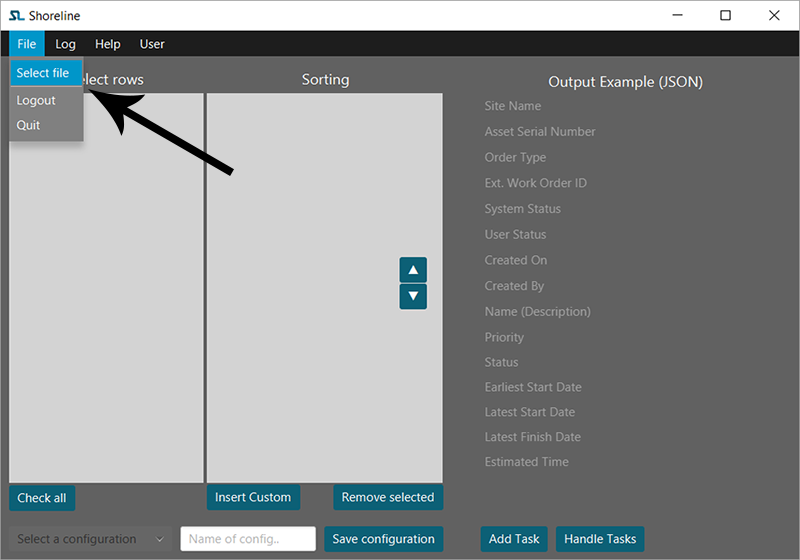 SL Shoreline
File Log Help User
Select file
Logout
Quit
lect rows
Sorting
Output Example (JSON)
Site Name
Asset Serial Number
Order Type
Ext. Work Order ID
System Status
User Status
Created On
Created By
Name (Description)
Priority
Status
Earliest Start Date
Latest Start Date
Latest Finish Date
Estimated Time
Check all
Insert Custom
Remove selected
Select a configuration
Name of config..
Save configuration
Add Task
Handle Tasks